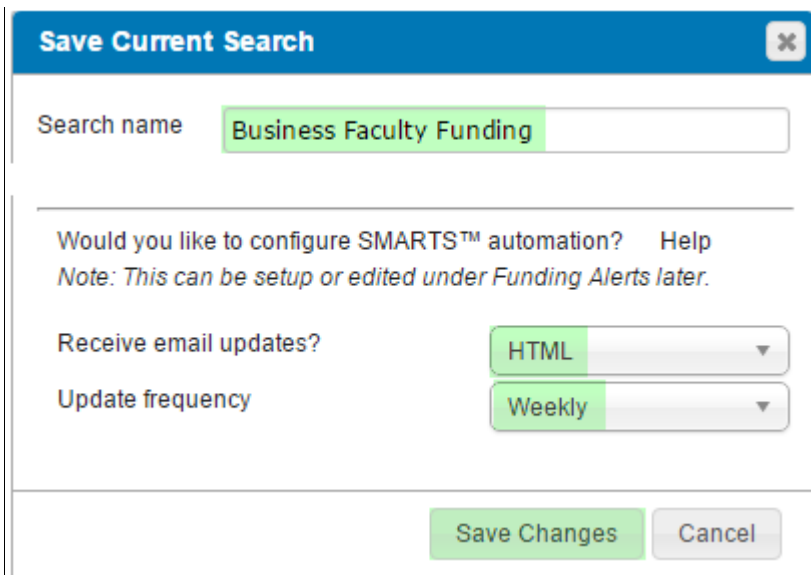 Save Current Search
Search name Business Faculty Funding
Would you like to configure SMARTS™ automation? Help
Note: This can be setup or edited under Funding Alerts later.
Receive email updates? HTML
Update frequency Weekly
Save Changes Cancel